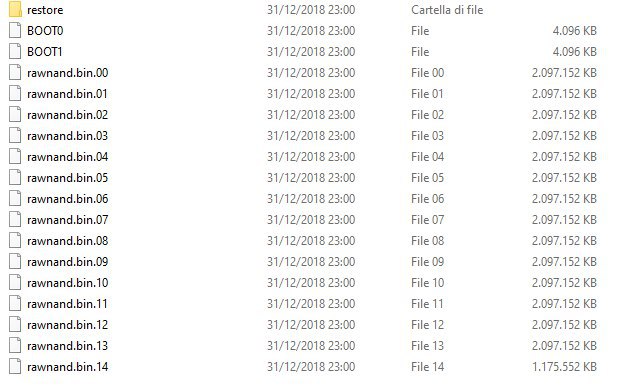 restore 31/12/2018 23:00 Cartella di file
BOOT0 31/12/2018 23:00 File 4.096 KB
BOOT1 31/12/2018 23:00 File 4.096 KB
rawnand.bin.00 31/12/2018 23:00 File 00 2.097.152 KB
rawnand.bin.01 31/12/2018 23:00 File 01 2.097.152 KB
rawnand.bin.02 31/12/2018 23:00 File 02 2.097.152 KB
rawnand.bin.03 31/12/2018 23:00 File 03 2.097.152 KB
rawnand.bin.04 31/12/2018 23:00 File 04 2.097.152 KB
rawnand.bin.05 31/12/2018 23:00 File 05 2.097.152 KB
rawnand.bin.06 31/12/2018 23:00 File 06 2.097.152 KB
rawnand.bin.07 31/12/2018 23:00 File 07 2.097.152 KB
rawnand.bin.08 31/12/2018 23:00 File 08 2.097.152 KB
rawnand.bin.09 31/12/2018 23:00 File 09 2.097.152 KB
rawnand.bin.10 31/12/2018 23:00 File 10 2.097.152 KB
rawnand.bin.11 31/12/2018 23:00 File 11 2.097.152 KB
rawnand.bin.12 31/12/2018 23:00 File 12 2.097.152 KB
rawnand.bin.13 31/12/2018 23:00 File 13 2.097.152 KB
rawnand.bin.14 31/12/2018 23:00 File 14 1.175.552 KB